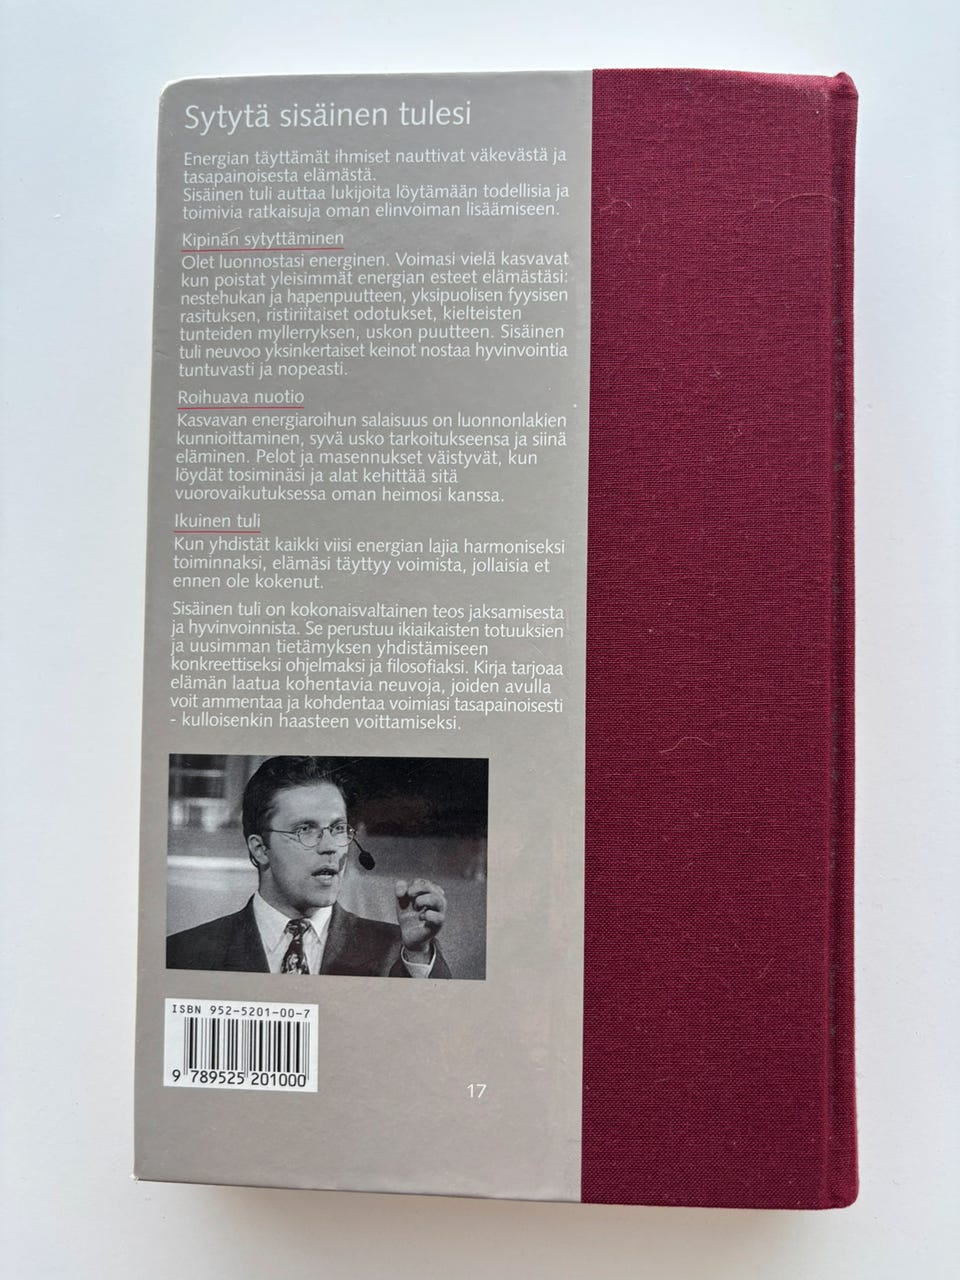 Sytytä sisäinen tulesi
Energian täyttämät ihmiset nauttivat väkevästä ja
tasapainoisesta elämästä.
Sisäinen tuli auttaa lukijoita löytämään todellisia ja
toimivia ratkaisuja oman elinvoiman lisäämiseen.
Kipinän sytyttäminen
Olet luonnostasi energinen. Voimasi vielä kasvavat
kun poistat yleisimmät energian esteet elämästäsi:
nestehukan ja hapenpuutteen, yksipuolisen fyysisen
rasituksen, ristiriitaiset odotukset, kielteisten
tunteiden myllerryksen, uskon puutteen. Sisäinen
tuli neuvoo yksinkertaiset keinot nostaa hyvinvointia
tuntuvasti ja nopeasti.
Roihuava nuotio
Kasvavan energiaroihun salaisuus on luonnonlakien
kunnioittaminen, syvä usko tarkoitukseensa ja siinä
eläminen. Pelot ja masennukset väistyvät, kun
löydät tosiminäsi ja alat kehittää sitä
vuorovaikutuksessa oman heimosi kanssa.
Ikuinen tuli
Kun yhdistät kaikki viisi energian lajia harmoniseksi
toiminnaksi, elämäsi täyttyy voimista, jollaisia et
ennen ole kokenut.
Sisäinen tuli on kokonaisvaltainen teos jaksamisesta
ja hyvinvoinnista. Se perustuu ikiaikaisten totuuksien
ja uusimman tietämyksen yhdistämiseen
konkreettiseksi ohjelmaksi ja filosofiaksi. Kirja tarjoaa
elämän laatua kohentavia neuvoja, joiden avulla
voit ammentaa ja kohdentaa voimiasi tasapainoisesti
- kulloisenkin haasteen voittamiseksi.
ISBN 952-5201-00-7
9 789525 201000
17